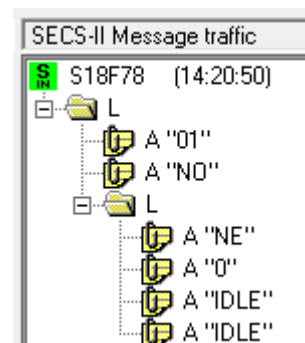 SECS-II Message traffic
S IN S18F78 (14:20:50)
L
A "01"
A "NO"
L
A "NE"
A "0"
A "IDLE"
A "IDLE"